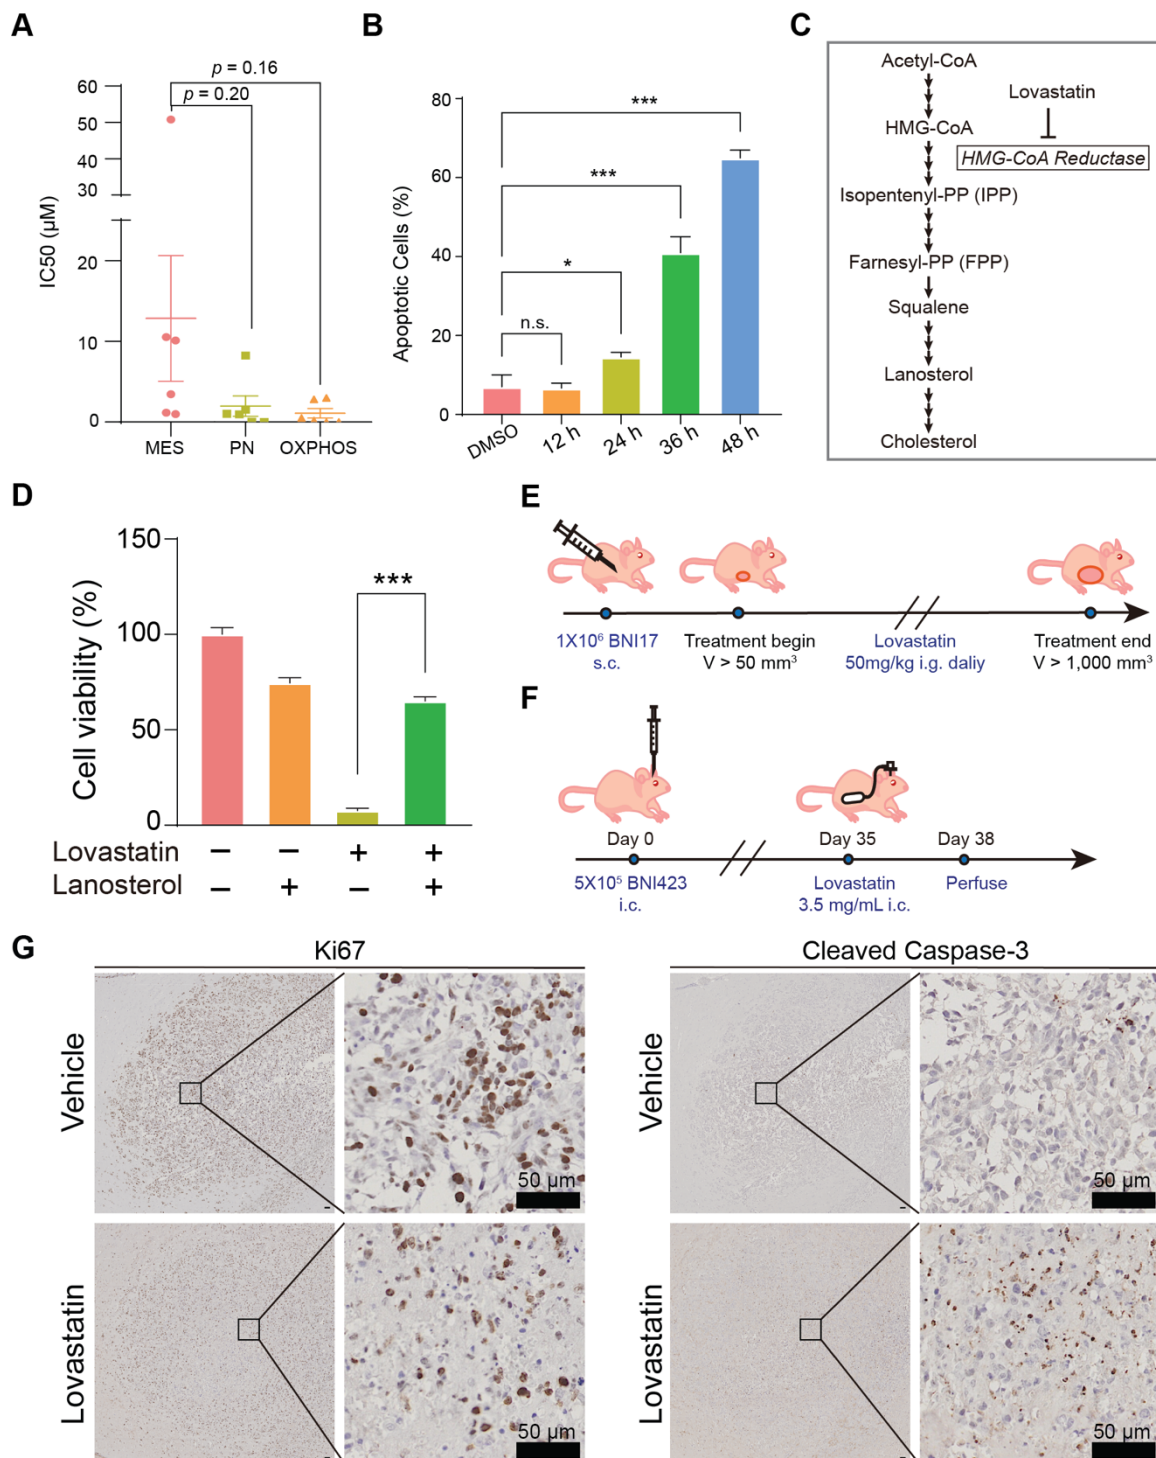 A
p = 0.16
p = 0.20
IC50 (µM)
60
50
40
30
20
10
0
MES
PN
OXPHOS
B
Apoptotic Cells (%)
80
60
40
20
0
***
***
*
n.s.
DMSO
12 h
24 h
36 h
48 h
C
Acetyl-CoA
Lovastatin
HMG-CoA
HMG-CoA Reductase
Isopentenyl-PP (IPP)
Farnesyl-PP (FPP)
Squalene
Lanosterol
Cholesterol
D
Cell viability (%)
150
100
50
0
***
Lovastatin − − + +
Lanosterol − + − +
E
1X10⁶ BNI17
s.c.
Treatment begin
V > 50 mm³
Lovastatin
50mg/kg i.g. daliy
Treatment end
V > 1,000 mm³
F
Day 0
Day 35
Day 38
5X10⁵ BNI423
i.c.
Lovastatin
3.5 mg/mL i.c.
Perfuse
G
Ki67
Cleaved Caspase-3
Vehicle
50 µm
Vehicle
50 µm
Lovastatin
50 µm
Lovastatin
50 µm